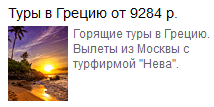 Туры в Грецию от 9284 р.
Горящие туры в Грецию.
Вылеты из Москвы с
турфирмой "Нева".